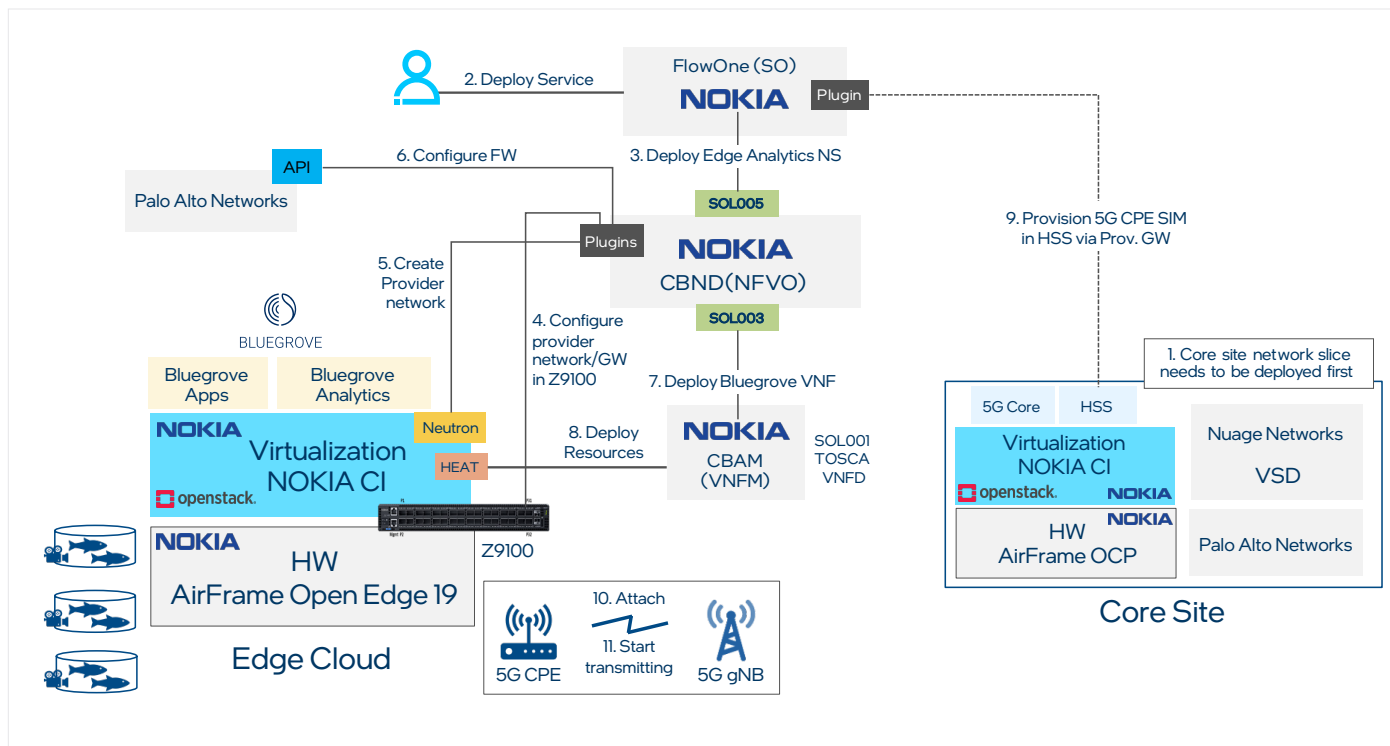 FlowOne (SO)
NOKIA
Plugin
2. Deploy Service
3. Deploy Edge Analytics NS
6. Configure FW
API
Palo Alto Networks
SOL005
Plugins
NOKIA
CBND(NFVO)
SOL003
9. Provision 5G CPE SIM
in HSS via Prov. GW
5. Create
Provider
network
4. Configure
provider
network/GW
in Z9100
BLUEGROVE
Bluegrove
Apps
Bluegrove
Analytics
7. Deploy Bluegrove VNF
NOKIA
Virtualization
NOKIA CI
openstack.
Neutron
HEAT
8. Deploy
Resources
NOKIA
CBAM
(VNFM)
SOL001
TOSCA
VNFD
Z9100
NOKIA
HW
AirFrame Open Edge 19
Edge Cloud
10. Attach
11. Start
transmitting
5G CPE
5G gNB
1. Core site network slice
needs to be deployed first
5G Core
HSS
Virtualization
NOKIA CI
openstack.
NOKIA
NOKIA
HW
AirFrame OCP
Nuage Networks
VSD
Palo Alto Networks
Core Site